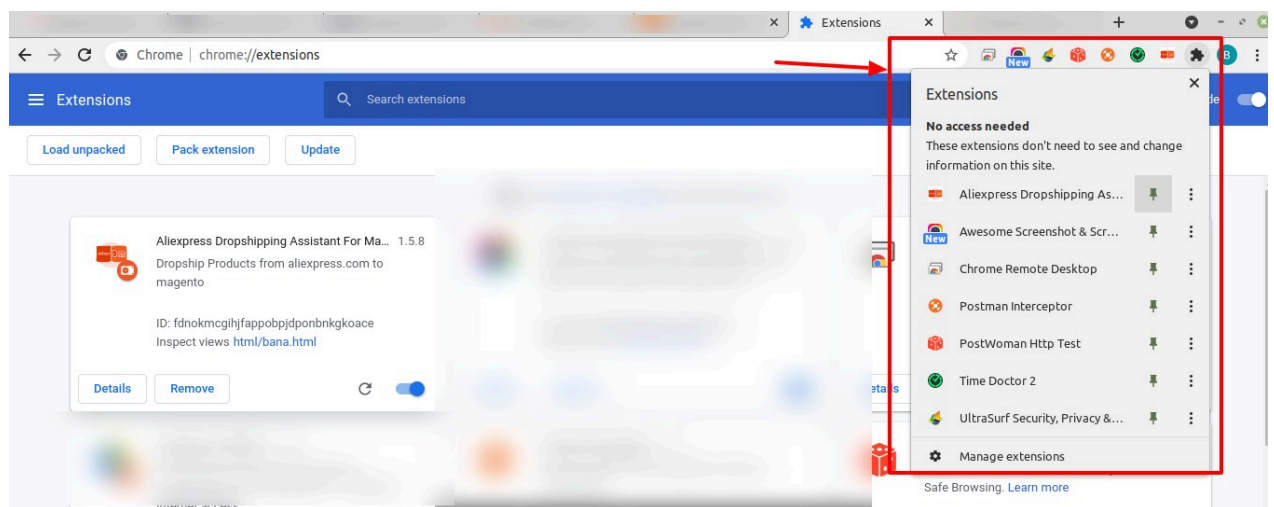 Extensions
Chrome | chrome://extensions
New
B
Extensions
Search extensions
de
Load unpacked
Pack extension
Update
Aliexpress Dropshipping Assistant For Ma... 1.5.8
Dropship Products from aliexpress.com to
magento
ID: fdnokmcgihjfappobpjdponbnkgkoace
Inspect views html/bana.html
Details
Remove
etails
Extensions
No access needed
These extensions don't need to see and change
information on this site.
Aliexpress Dropshipping As...
New
Awesome Screenshot & Scr...
Chrome Remote Desktop
Postman Interceptor
PostWoman Http Test
Time Doctor 2
UltraSurf Security, Privacy &...
Manage extensions
Safe Browsing. Learn more